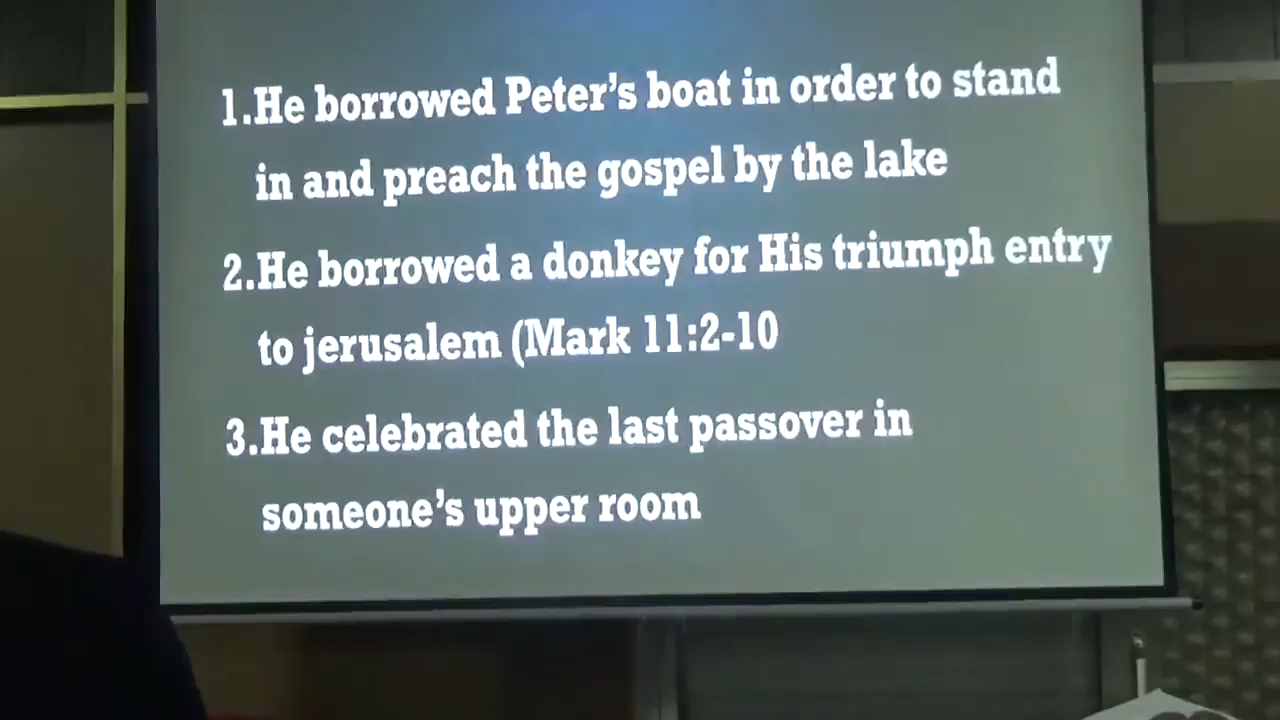 1.He borrowed Peter's boat in order to stand
in and preach the gospel by the lake
2.He borrowed a donkey for His triumph entry
to jerusalem (Mark 11:2-10
3.He celebrated the last passover in
someone's upper room